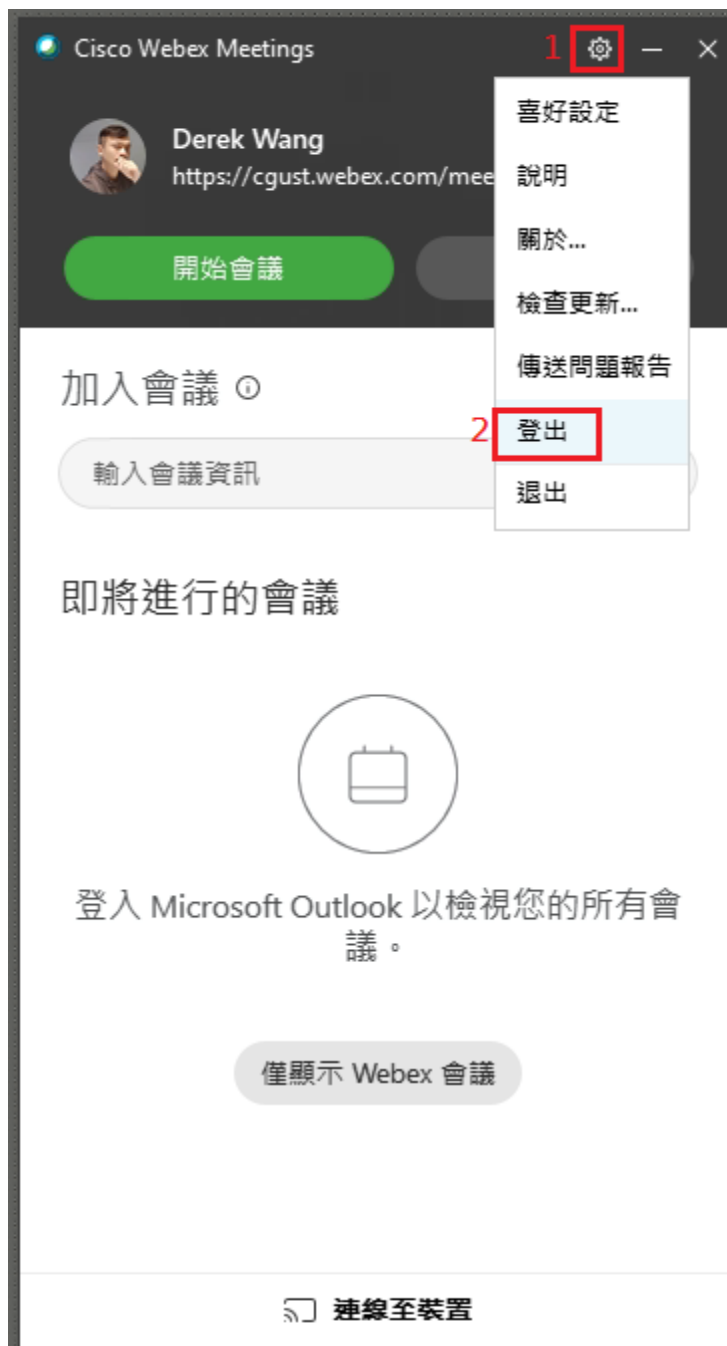 Cisco Webex Meetings
1
Derek Wang
https://cgust.webex.com/mee
開始會議
喜好設定
說明
關於...
檢查更新...
傳送問題報告
2
登出
退出
加入會議
輸入會議資訊
即將進行的會議
登入 Microsoft Outlook 以檢視您的所有會
議。
僅顯示 Webex 會議
連線至裝置